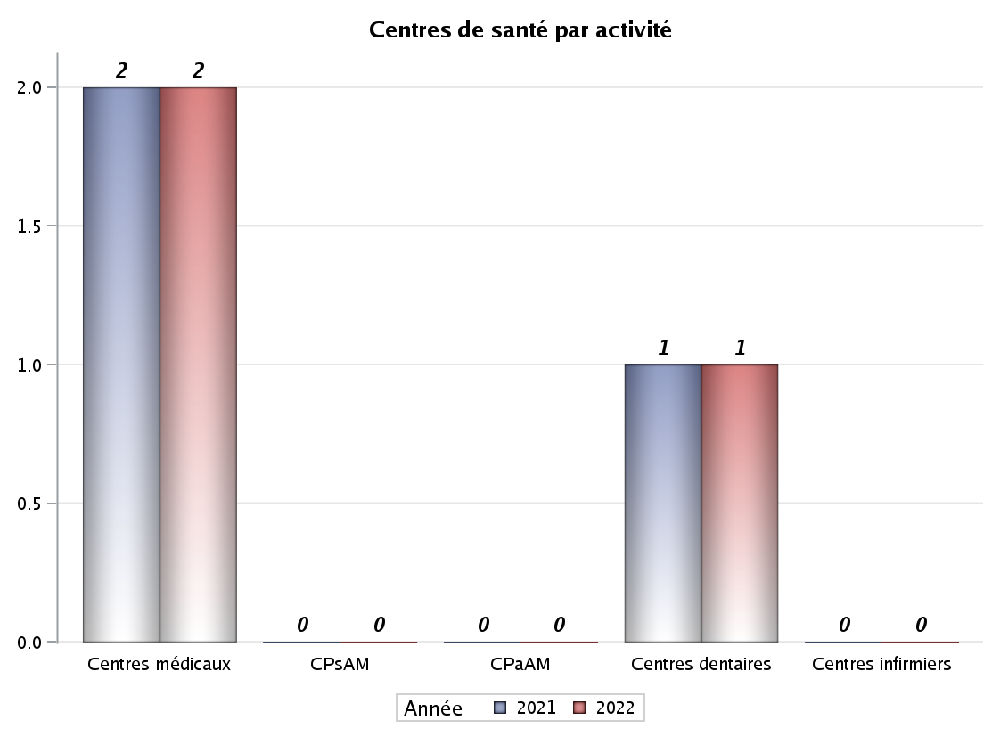 Centres de santé par activité
2 2
2.0
1.5
1 1
1.0
0.5
0 0 0 0 0 0
0.0
Centres médicaux CPsAM CPaAM Centres dentaires Centres infirmiers
Année 2021 2022